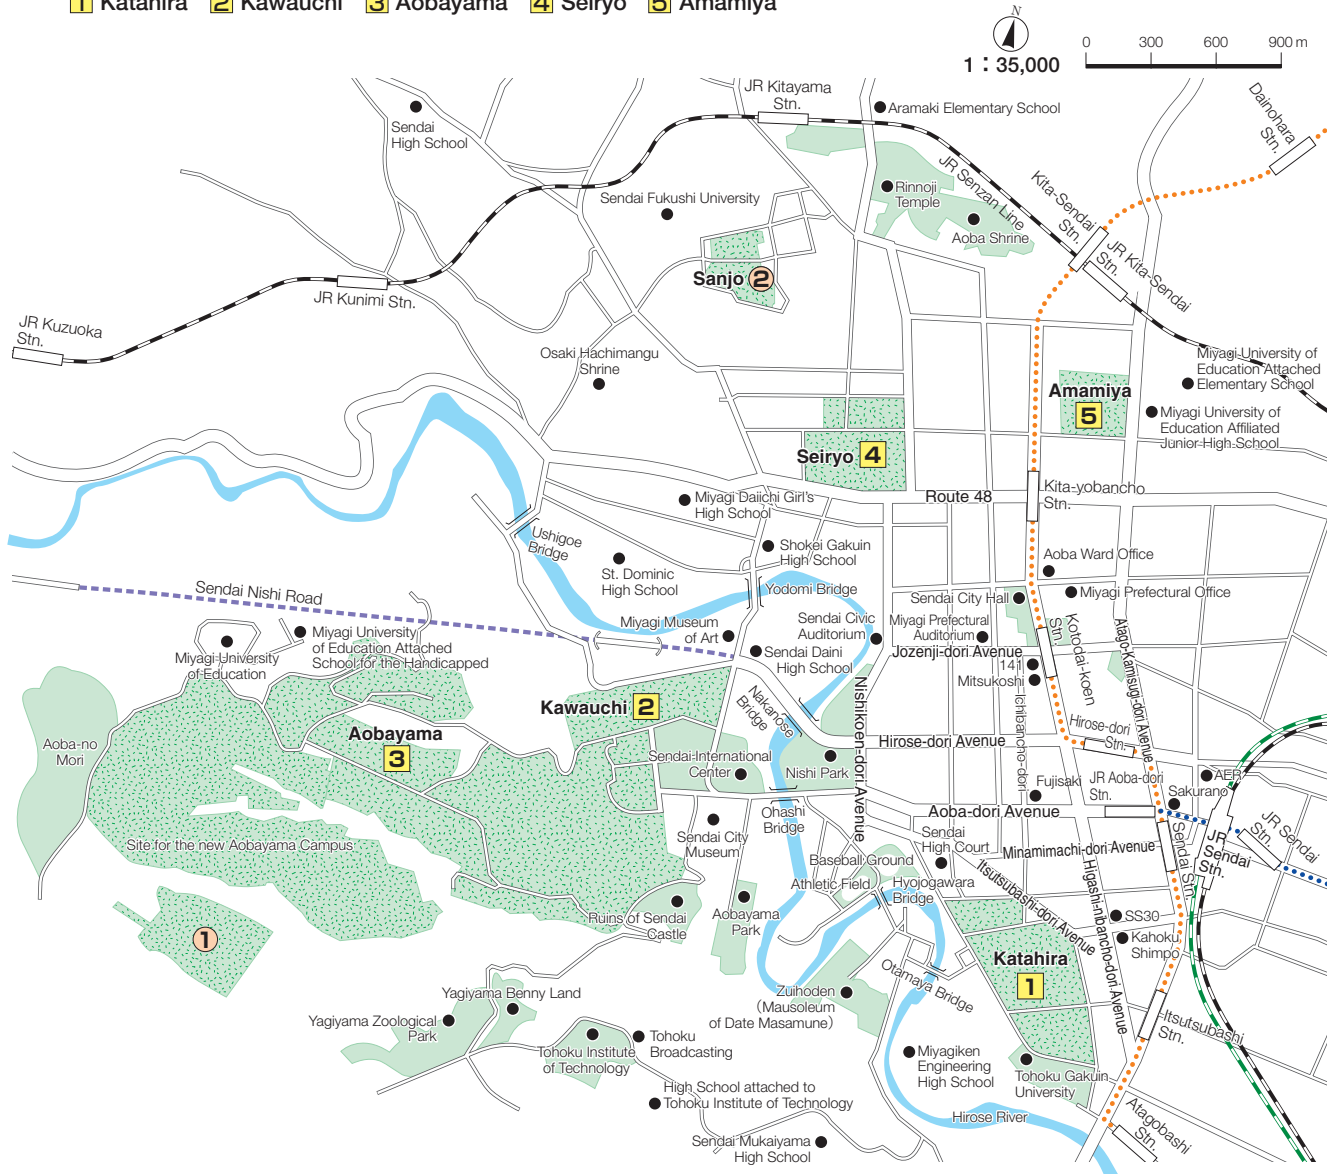 1 Katahira 2 Kawauchi 3 Aobayama 4 Seiryo 5 Amamiya
N
1：35,000
0 300 600 900 m
JR Kitayama
Stn.
Aramaki Elementary School
Dainohara
Stn.
Sendai
High School
JR Senzan Line
Kita-Sendai
Stn.
Rinnoji
Temple
Sendai Fukushi University
Aoba Shrine
JR Kita-Sendai
Stn.
Sanjo 2
JR Kunimi Stn.
JR Kuzuoka
Stn.
Osaki Hachimangu
Shrine
Miyagi University of
Education Attached
Elementary School
Amamiya
5
Miyagi University of
Education Affiliated
Junior High School
Seiryo 4
Route 48
Kita-yobancho
Stn.
Miyagi Daiichi Girl's
High School
Ushigoe
Bridge
Shokei Gakuin
High School
St. Dominic
High School
Aoba Ward Office
Yodomi Bridge
Sendai Nishi Road
Sendai City Hall
Miyagi Prefectural Office
Miyagi Museum
of Art
Sendai Civic
Auditorium
Miyagi Prefectural
Auditorium
Kotodai-koen
Stn.
Atago-Kamisugi-dori Avenue
Miyagi University
of Education
Miyagi University
of Education Attached
School for the Handicapped
Sendai Daini
High School
Jozenji-dori Avenue
141
Mitsukoshi
Ichibancho-dori
Kawauchi 2
Nakanose
Bridge
Nishikoen-dori Avenue
Aobayama
3
Aoba-no
Mori
Hirose-dori Avenue
Hirose-dori
Stn.
Sendai International
Center
Nishi Park
Fujisaki
JR Aoba-dori
Stn.
AER
Sakurano
Ohashi
Bridge
Aoba-dori Avenue
Sendai City
Museum
Sendai
High Court
Minamimachi-dori Avenue
Sendai Stn.
JR
Sendai
Stn.
JR Sendai
Stn.
Site for the new Aobayama Campus
Baseball Ground
Athletic Field
Hyojogawara
Bridge
Itsutsubashi-dori Avenue
Higashi-nibancho-dori Avenue
Ruins of Sendai
Castle
Aobayama
Park
SS30
Kahoku
Shimpo
1
Katahira
1
Otamaya Bridge
Zuihoden
(Mausoleum
of Date Masamune)
Yagiyama Benny Land
Yagiyama Zoological
Park
Itsutsubashi
Stn.
Tohoku Institute
of Technology
Tohoku
Broadcasting
Miyagiken
Engineering
High School
Tohoku Gakuin
University
High School attached to
Tohoku Institute of Technology
Hirose River
Atagobashi
Stn.
Sendai Mukaiyama
High School